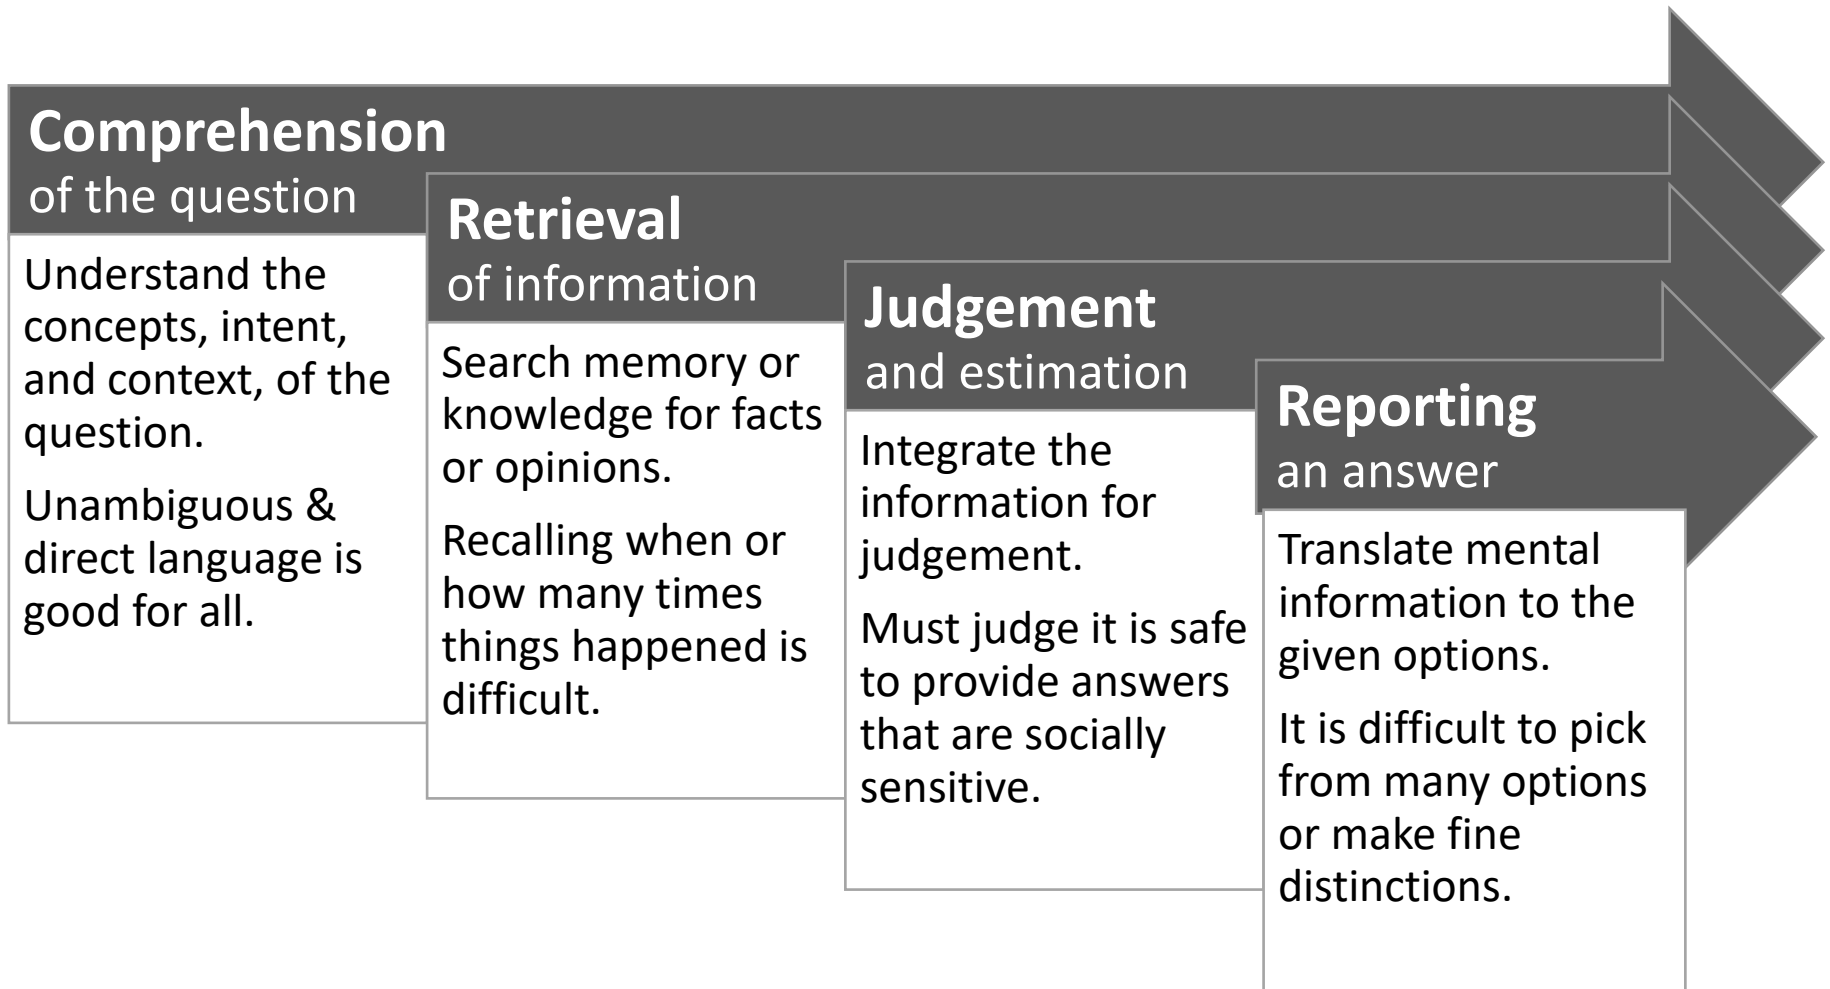 Comprehension
of the question
Understand the
concepts, intent,
and context, of the
question.
Unambiguous &
direct language is
good for all.
Retrieval
of information
Search memory or
knowledge for facts
or opinions.
Recalling when or
how many times
things happened is
difficult.
Judgement
and estimation
Integrate the
information for
judgement.
Must judge it is safe
to provide answers
that are socially
sensitive.
Reporting
an answer
Translate mental
information to the
given options.
It is difficult to pick
from many options
or make fine
distinctions.